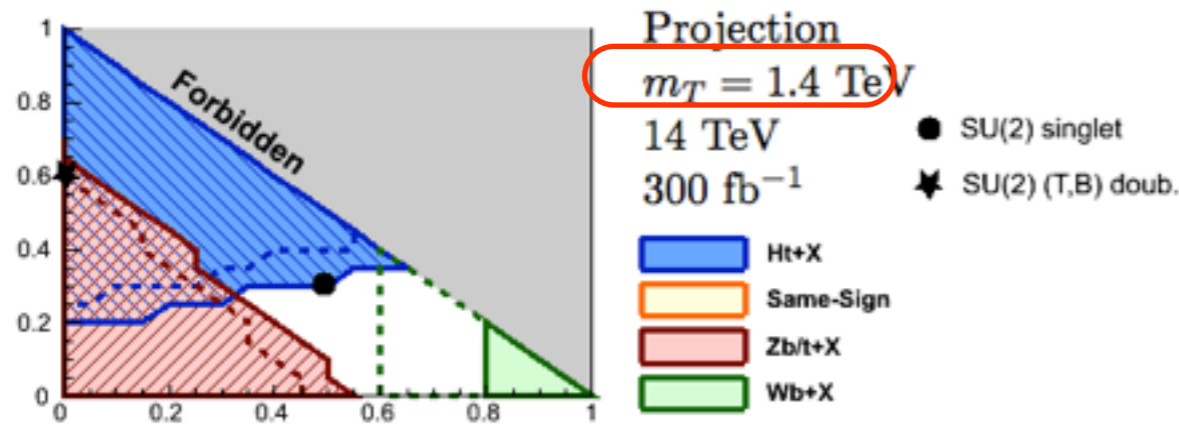 1
0.8
0.6
0.4
0.2
0
0 0.2 0.4 0.6 0.8 1
Forbidden
Projection
m_T = 1.4 TeV
14 TeV
300 fb⁻¹
SU(2) singlet
SU(2) (T,B) doub.
Ht+X
Same-Sign
Zb/t+X
Wb+X